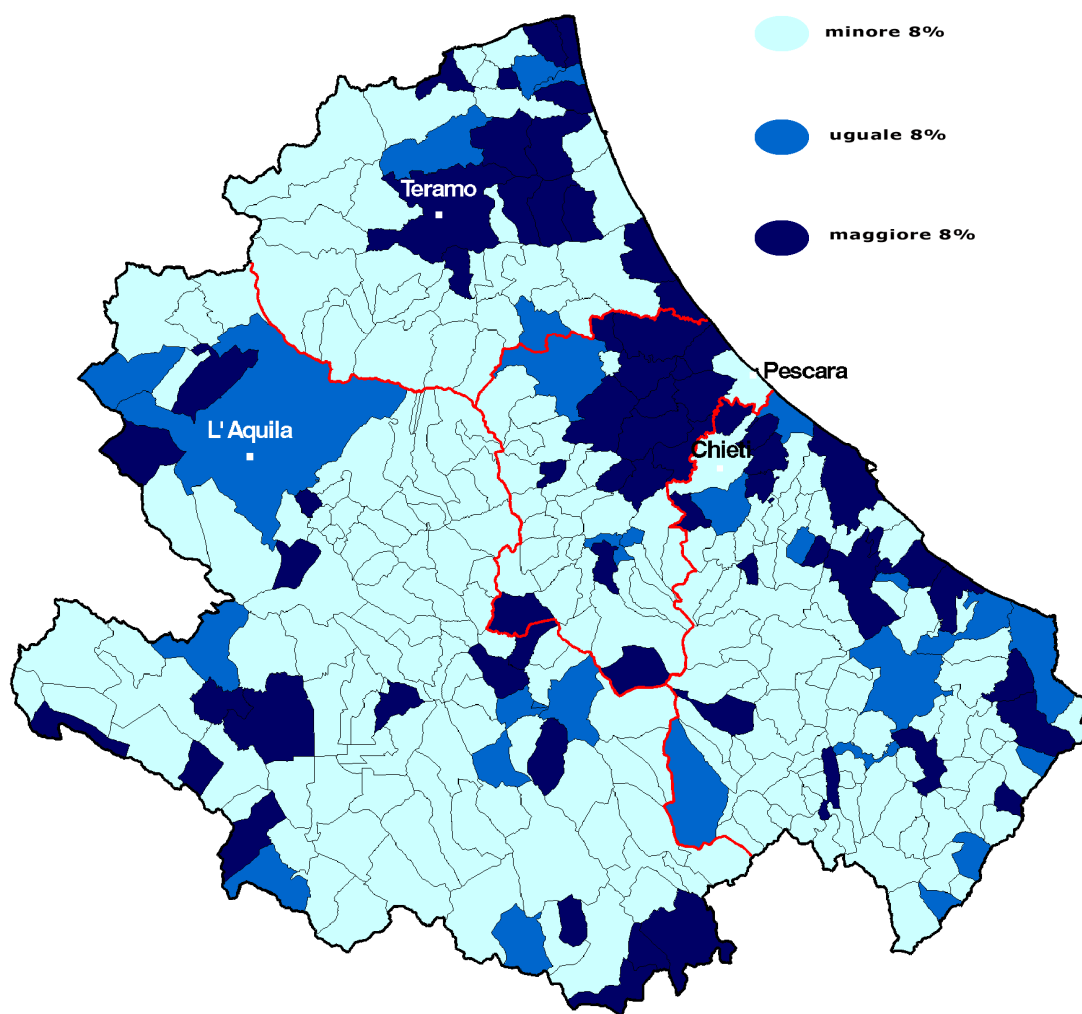 minore 8%
uguale 8%
Teramo
maggiore 8%
Pescara
L' Aquila
Chieti